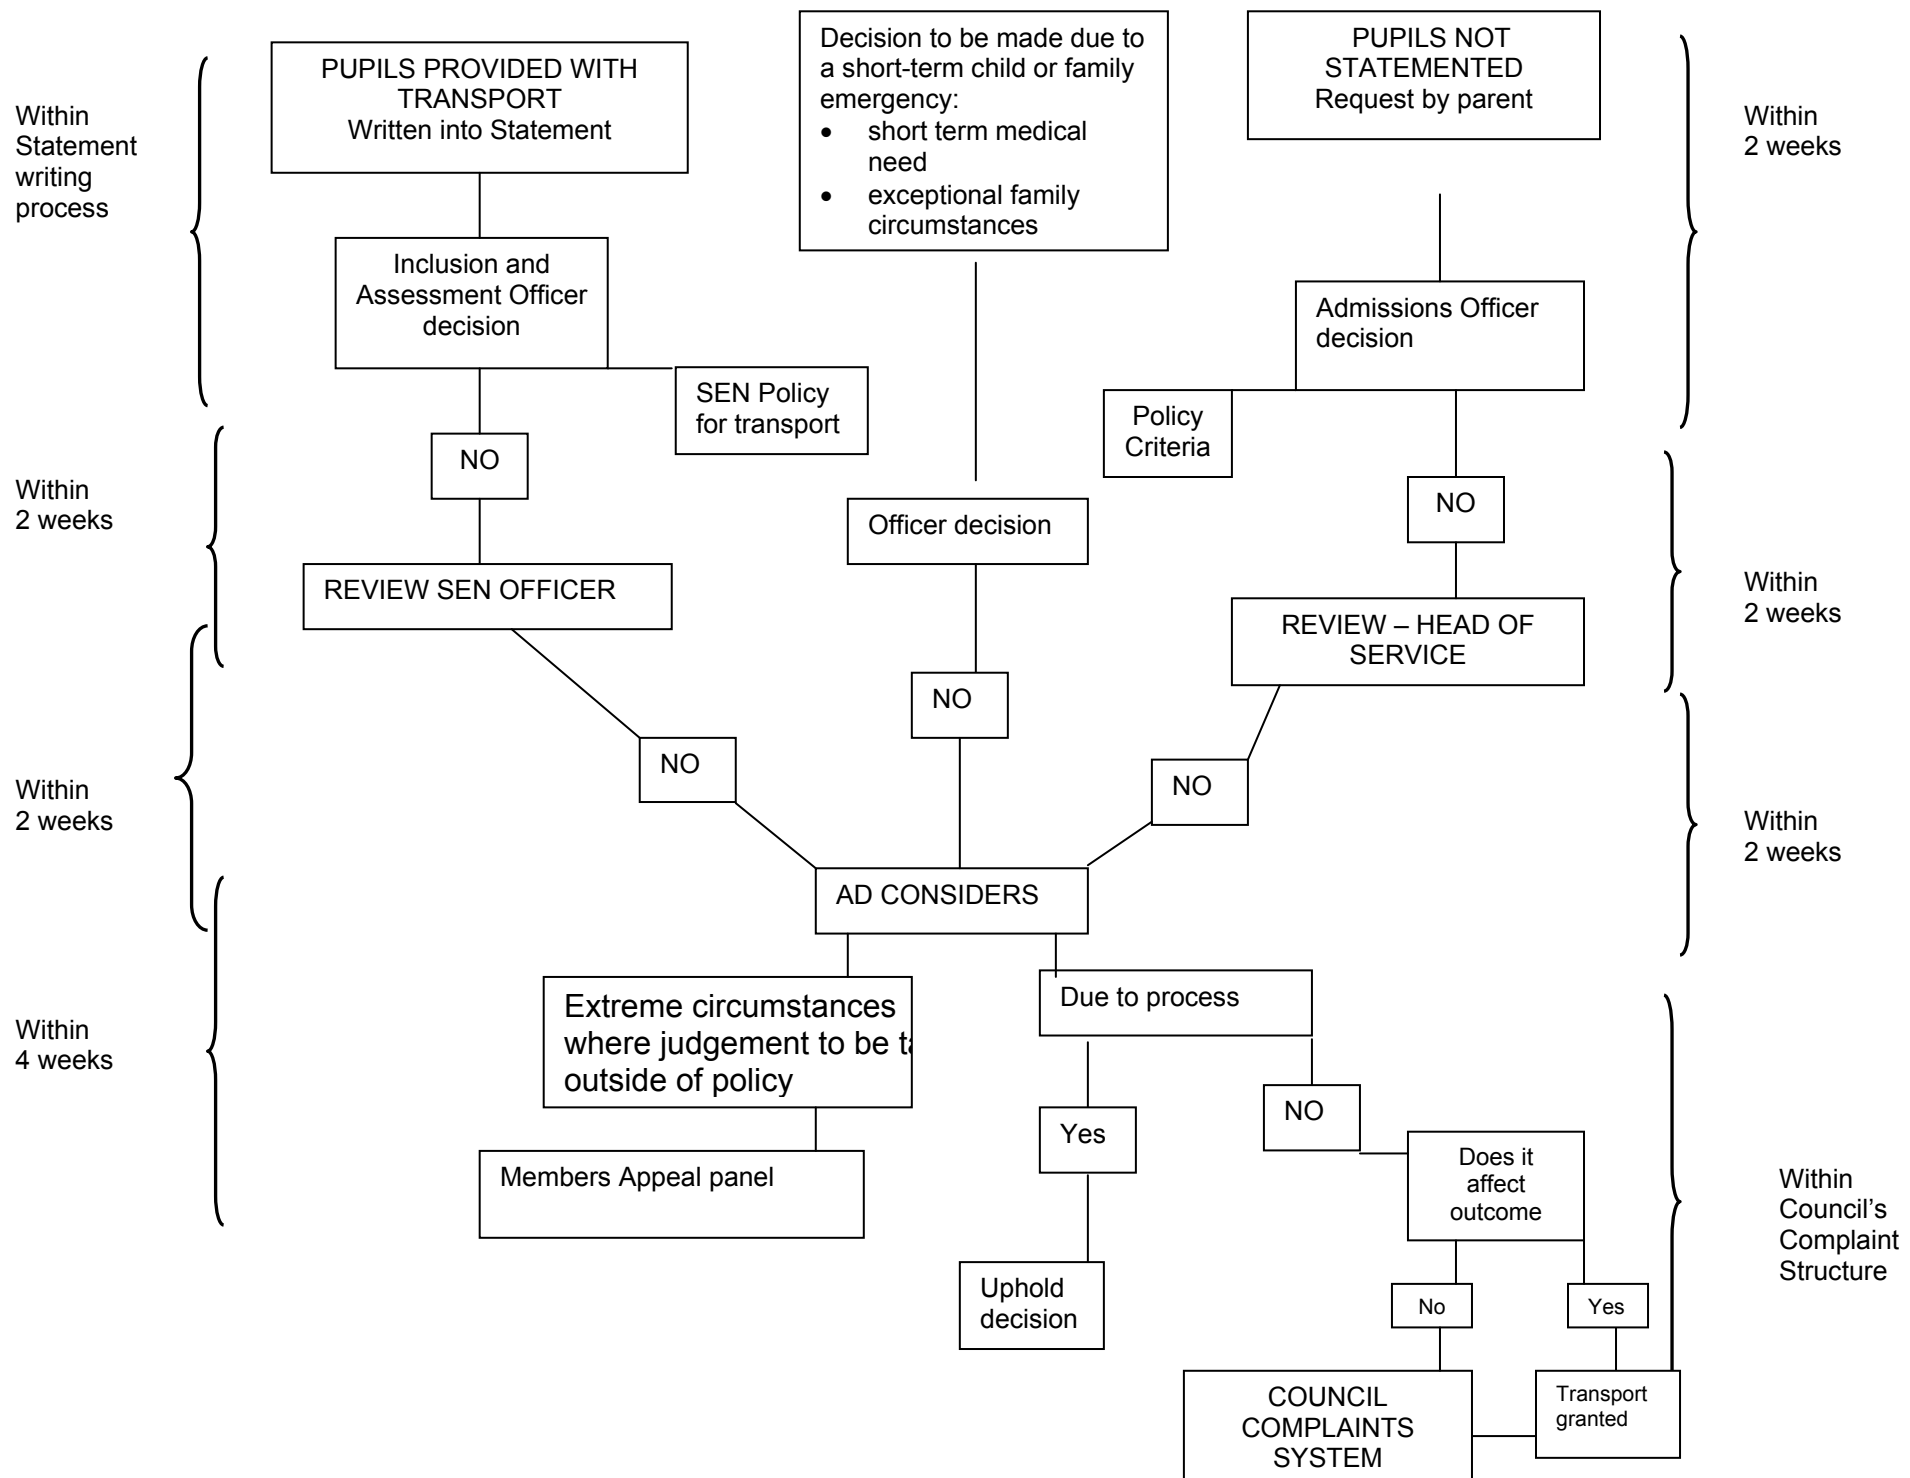 Within
Statement
writing
process
PUPILS PROVIDED WITH
TRANSPORT
Written into Statement
Decision to be made due to
a short-term child or family
emergency:
• short term medical
need
• exceptional family
circumstances
PUPILS NOT
STATEMENTED
Request by parent
Within
2 weeks
Inclusion and
Assessment Officer
decision
Admissions Officer
decision
SEN Policy
for transport
Policy
Criteria
NO
Within
2 weeks
Officer decision
NO
REVIEW SEN OFFICER
REVIEW – HEAD OF
SERVICE
Within
2 weeks
NO
NO
NO
Within
2 weeks
Within
2 weeks
AD CONSIDERS
Extreme circumstances
where judgement to be
outside of policy
Due to process
Within
4 weeks
Yes
NO
Members Appeal panel
Does it
affect
outcome
Within
Council’s
Complaint
Structure
Uphold
decision
No
Yes
COUNCIL
COMPLAINTS
SYSTEM
Transport
granted